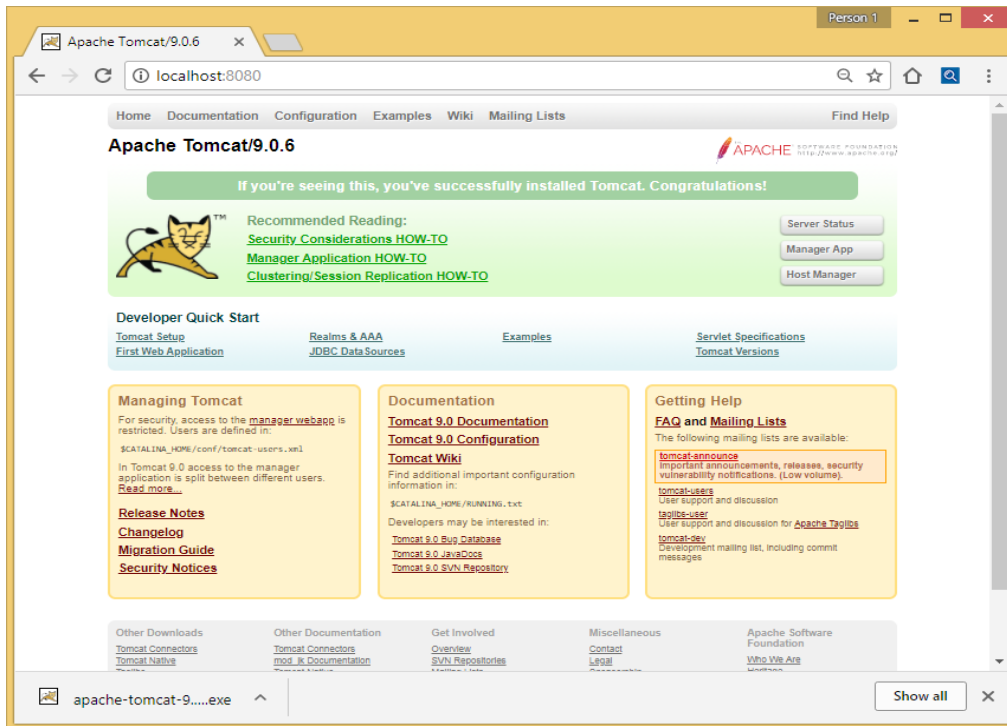 Person 1
Apache Tomcat/9.0.6
localhost:8080
Home Documentation Configuration Examples Wiki Mailing Lists Find Help
Apache Tomcat/9.0.6
APACHE SOFTWARE FOUNDATION
http://www.apache.org/
If you're seeing this, you've successfully installed Tomcat. Congratulations!
TM
Recommended Reading:
Security Considerations HOW-TO
Manager Application HOW-TO
Clustering/Session Replication HOW-TO
Server Status
Manager App
Host Manager
Developer Quick Start
Tomcat Setup
First Web Application
Realms & AAA
JDBC DataSources
Examples
Servlet Specifications
Tomcat Versions
Managing Tomcat
For security, access to the manager webapp is
restricted. Users are defined in:
$CATALINA_HOME/conf/tomcat-users.xml
In Tomcat 9.0 access to the manager
application is split between different users.
Read more...
Release Notes
Changelog
Migration Guide
Security Notices
Documentation
Tomcat 9.0 Documentation
Tomcat 9.0 Configuration
Tomcat Wiki
Find additional important configuration
information in:
$CATALINA_HOME/RUNNING.txt
Developers may be interested in:
Tomcat 9.0 Bug Database
Tomcat 9.0 JavaDocs
Tomcat 9.0 SVN Repository
Getting Help
FAQ and Mailing Lists
The following mailing lists are available:
tomcat-announce
Important announcements, releases, security
vulnerability notifications. (Low volume).
tomcat-users
User support and discussion
taglibs-user
User support and discussion for Apache Taglibs
tomcat-dev
Development mailing list, including commit
messages
Other Downloads
Tomcat Connectors
Tomcat Native
Other Documentation
Tomcat Connectors
mod_jk Documentation
Get Involved
Overview
SVN Repositories
Miscellaneous
Contact
Legal
Apache Software
Foundation
Who We Are
apache-tomcat-9.....exe
Show all